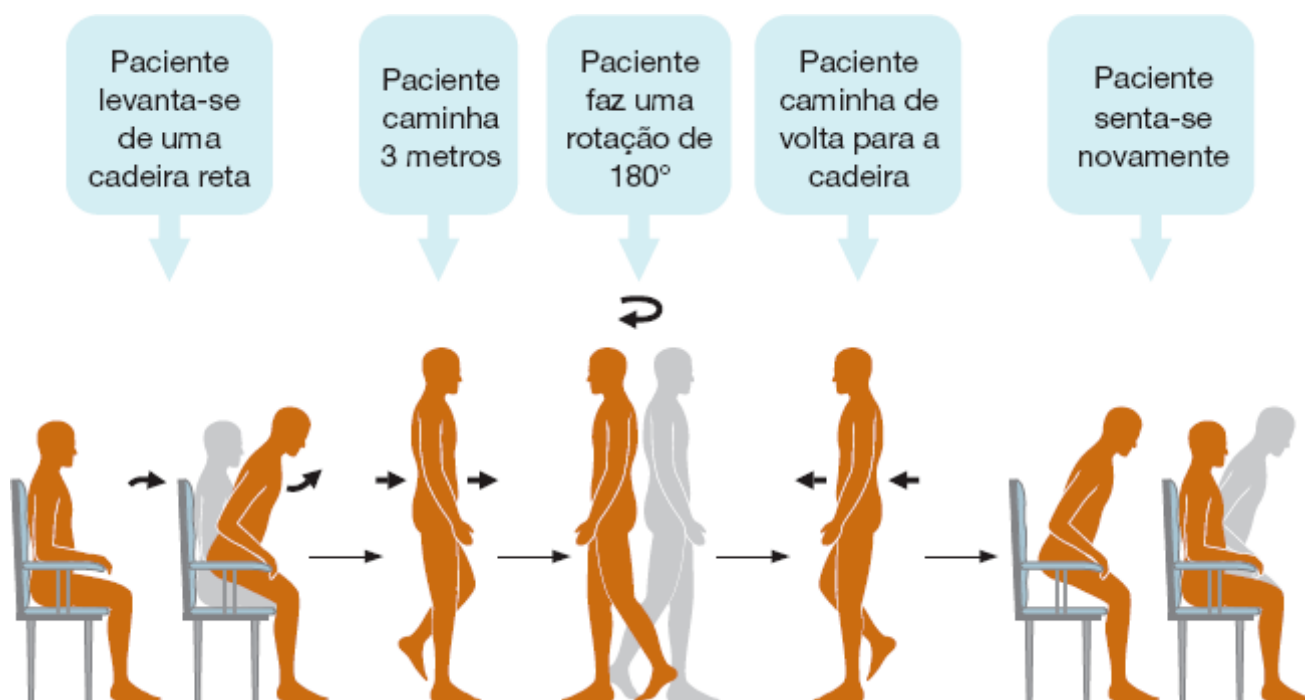 Paciente
levanta-se
de uma
cadeira reta
Paciente
caminha
3 metros
Paciente
faz uma
rotação de
180°
Paciente
caminha de
volta para a
cadeira
Paciente
senta-se
novamente